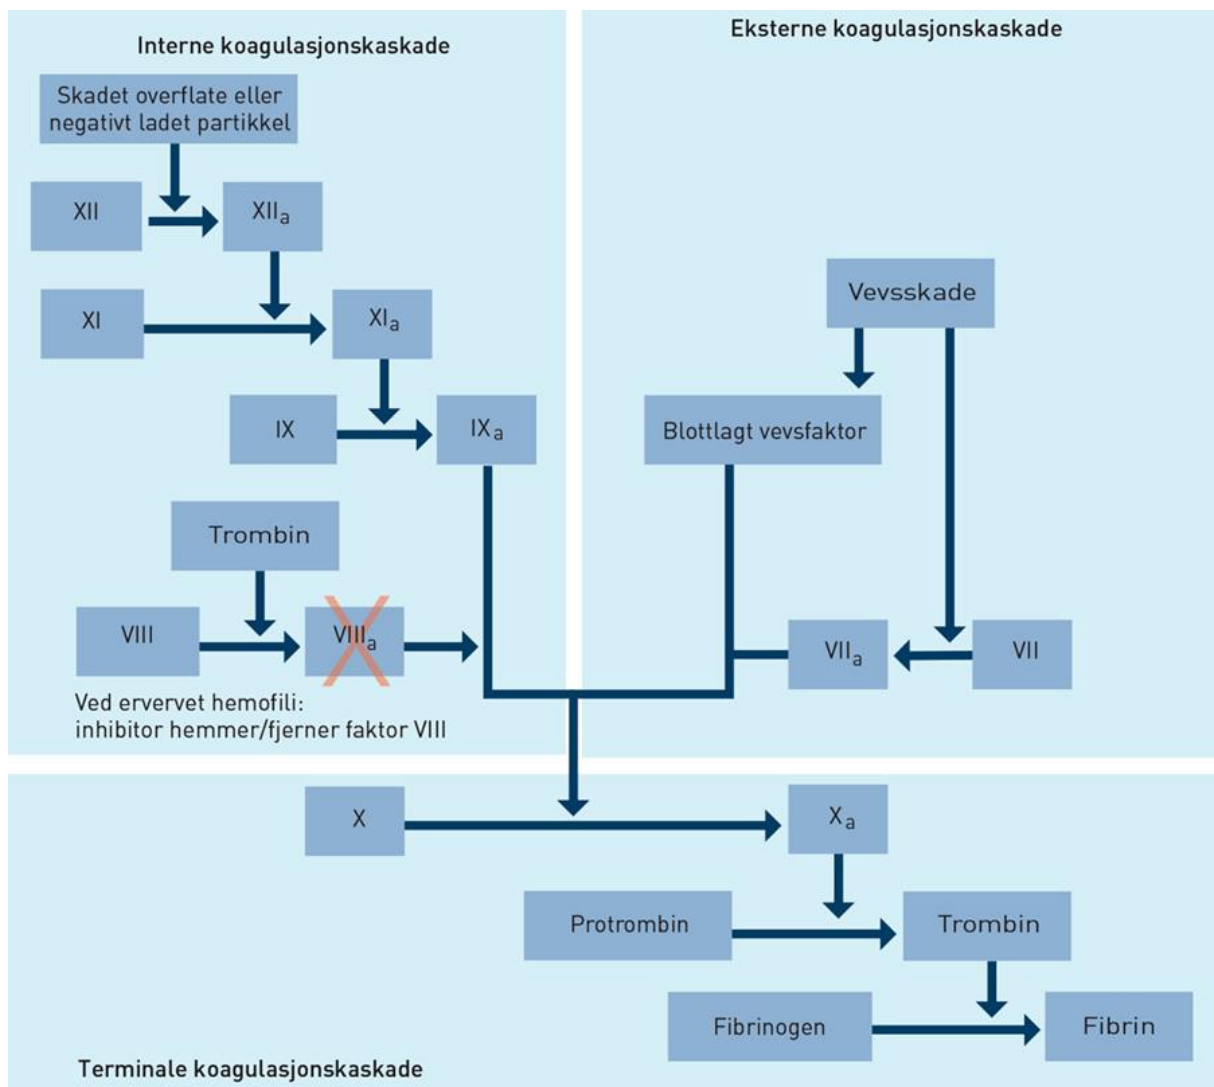 Interne koagulasjonskaskade
Skadet overflate eller
negativt ladet partikkel
XII
XIIa
XI
XIa
IX
IXa
Trombin
VIII
VIIIa
Ved ervervet hemofili:
inhibitor hemmer/fjerner faktor VIII
Eksterne koagulasjonskaskade
Vevsskade
Blottlagt vevsfaktor
VIIa
VII
X
Xa
Protrombin
Trombin
Fibrinogen
Fibrin
Terminale koagulasjonskaskade